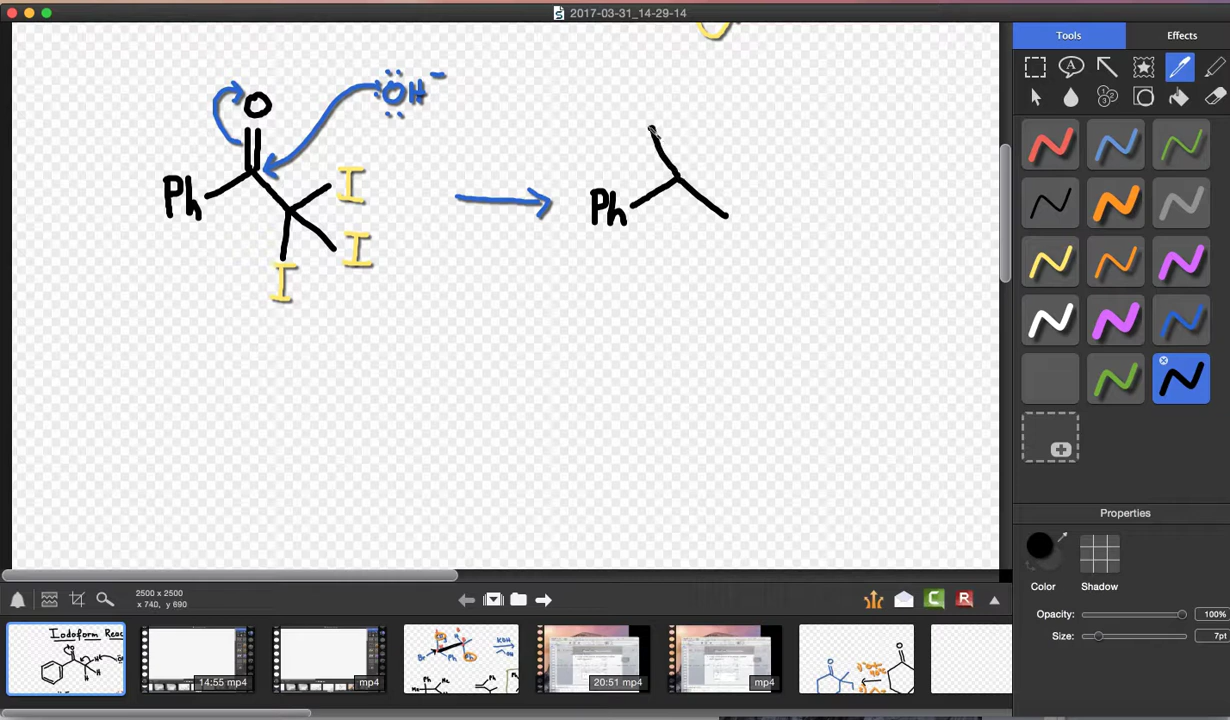 2017-03-31_14-29-14
Tools
Effects
O
:OH−
Ph
I
I
I
Ph
Properties
Color
Shadow
Opacity:
100%
Size:
7pt
2500 x 2500
x 740, y 690
C
R
Iodoform Reac
14:55 mp4
mp4
20:51 mp4
mp4